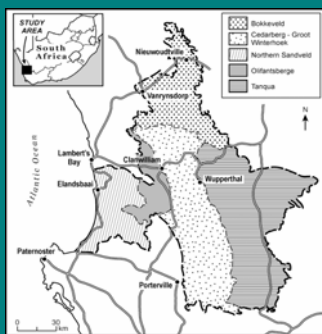 STUDY
AREA
South
Africa
Bokkeveld
Cedarberg - Groot
Winterhoek
Northern Sandveld
Olifantsberge
Tanqua
N
Nieuwoudtville
Vanrynsdorp
Lambert's
Bay
Clanwilliam
Wupperthal
Elandsbaai
Atlantic Ocean
Paternoster
Porterville
0 30
km